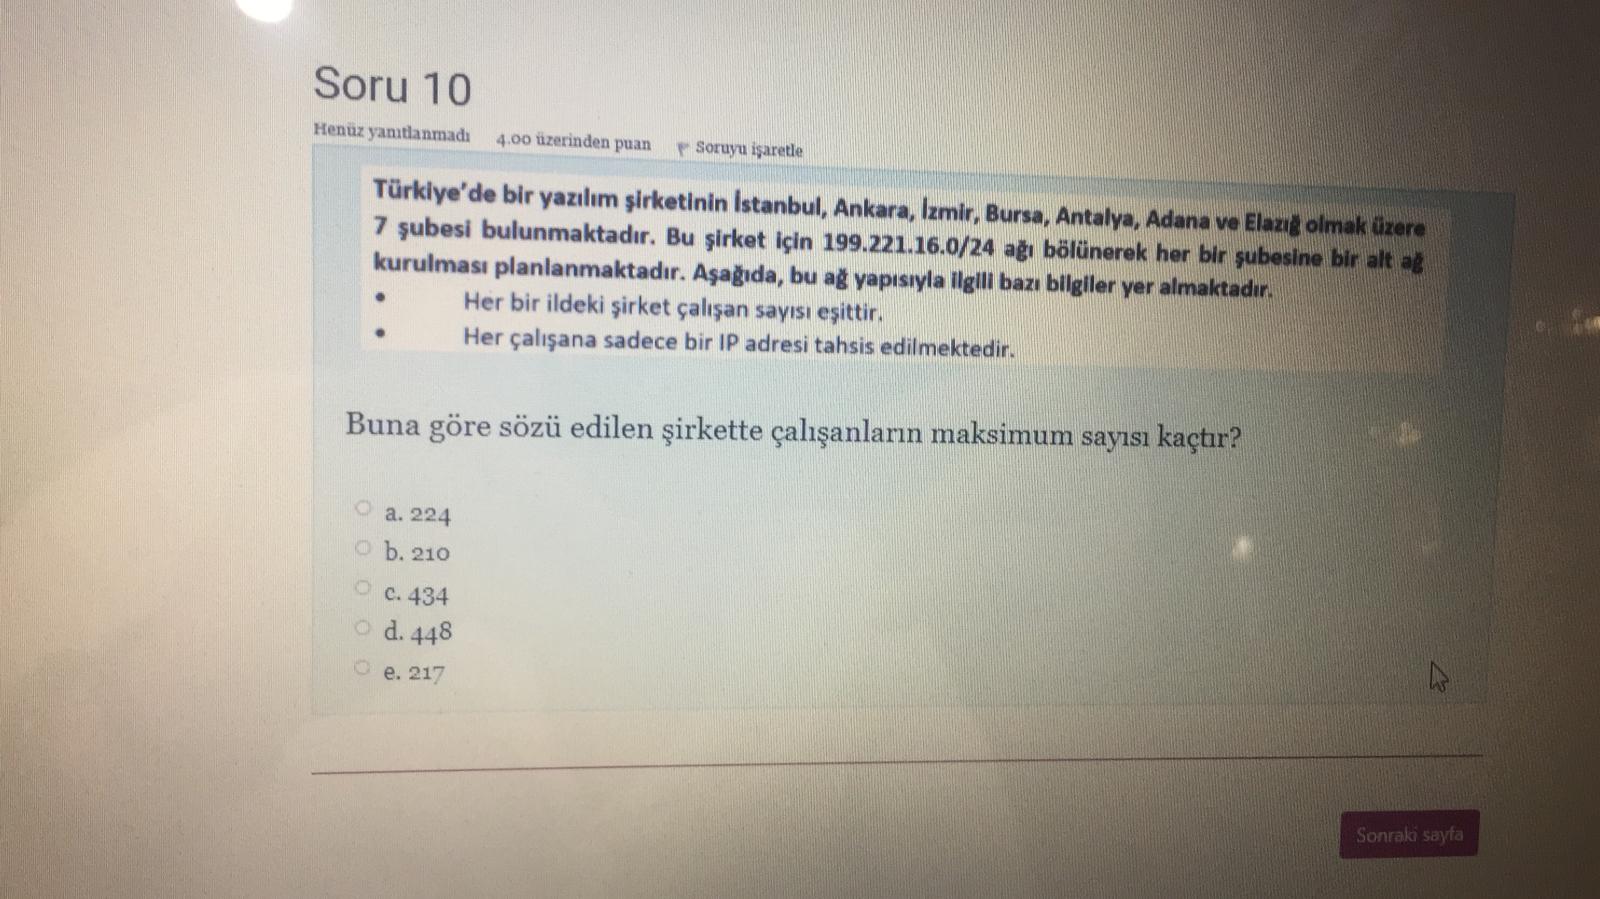 Soru 10
Henüz yanıtlanmadı 4.00 üzerinden puan Soruyu işaretle
Türkiye'de bir yazılım şirketinin İstanbul, Ankara, İzmir, Bursa, Antalya, Adana ve Elazığ olmak üzere
7 şubesi bulunmaktadır. Bu şirket için 199.221.16.0/24 ağı bölünerek her bir şubesine bir alt ağ
kurulması planlanmaktadır. Aşağıda, bu ağ yapısıyla ilgili bazı bilgiler yer almaktadır.
• Her bir ildeki şirket çalışan sayısı eşittir.
• Her çalışana sadece bir IP adresi tahsis edilmektedir.
Buna göre sözü edilen şirkette çalışanların maksimum sayısı kaçtır?
a. 224
b. 210
c. 434
d. 448
e. 217
Sonraki sayfa